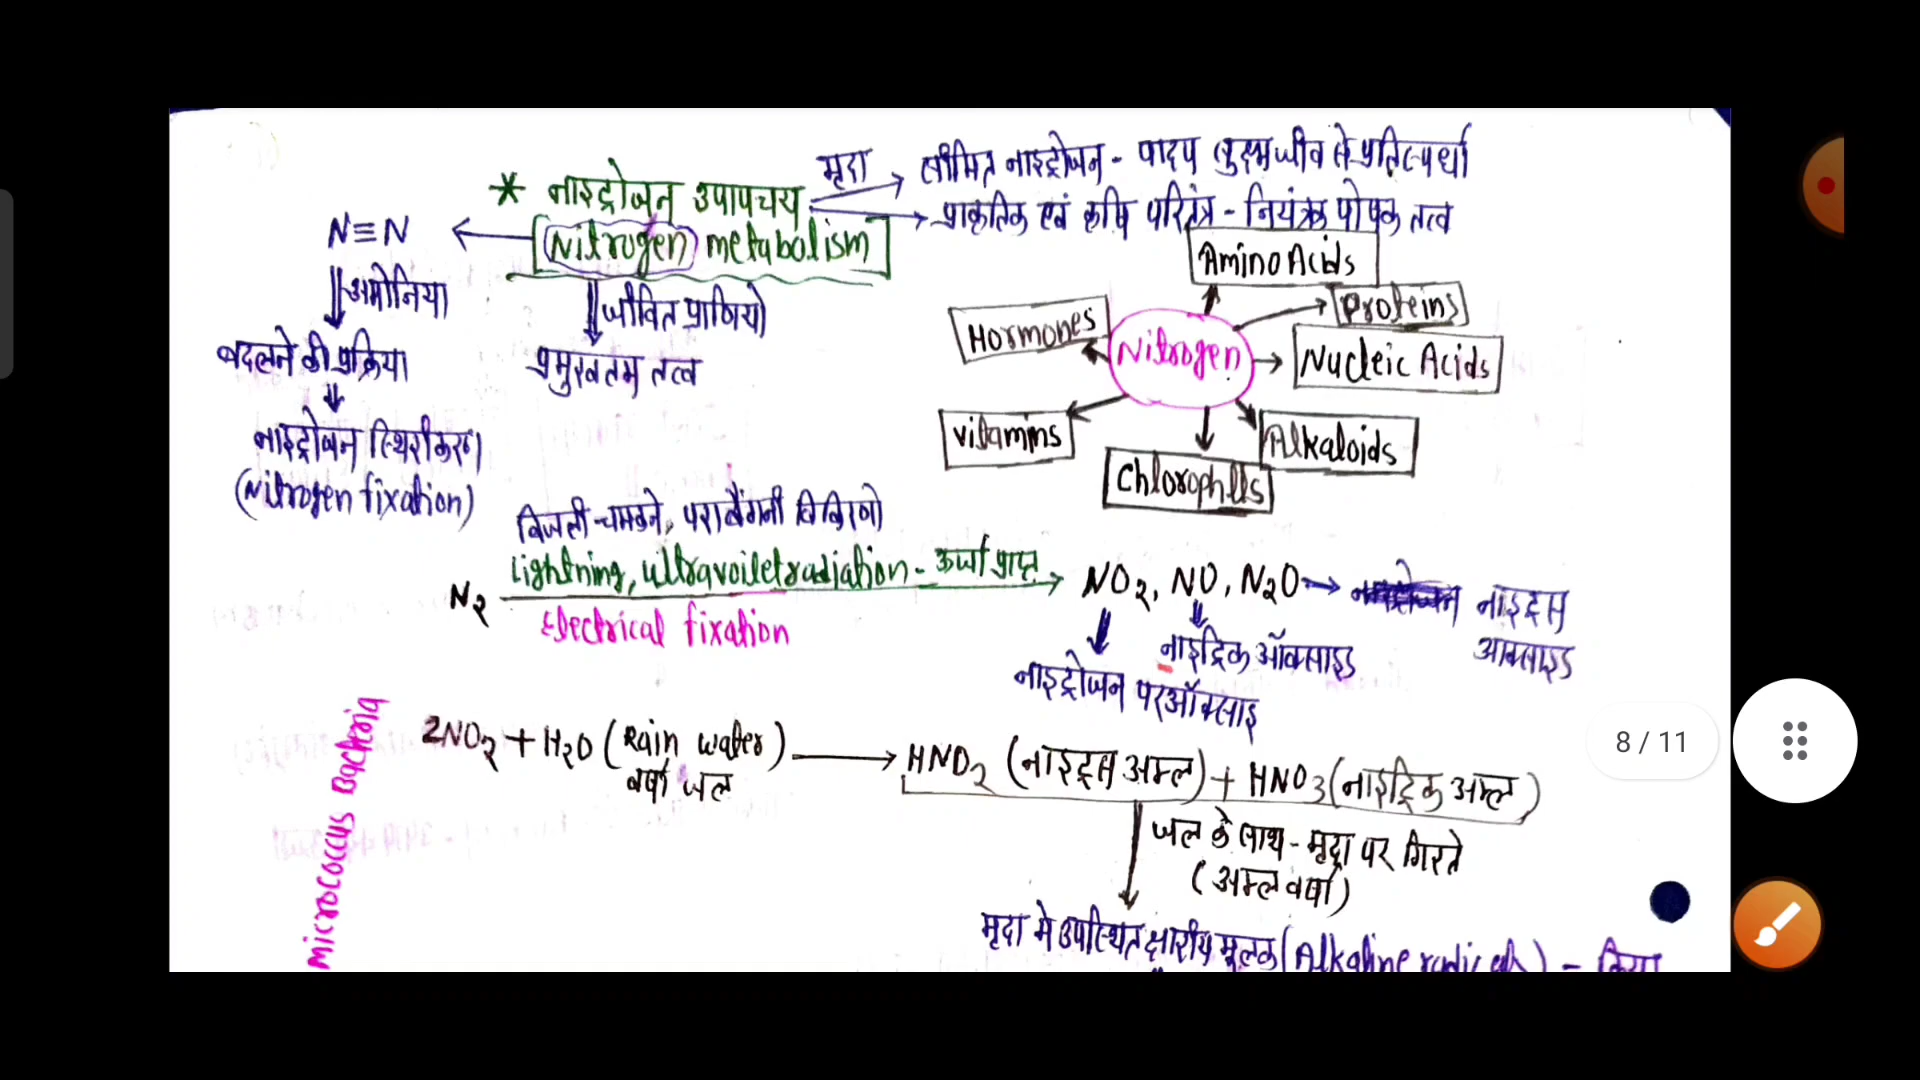 मृदा सीमित नाइट्रोजन - पादप सूक्ष्मजीव से प्रतिस्पर्धा
* नाइट्रोजन उपापचय
प्राकृतिक एवं कृषि परितंत्र - नियंत्रक पोषक तत्व
N≡N
Nitrogen metabolism
Amino Acids
अमोनिया
जीवित प्राणियो
Hormones
Proteins
Nitrogen
Nucleic Acids
बदलने की प्रक्रिया
प्रमुखतम तत्व
vitamins
Alkaloids
नाइट्रोजन स्थिरीकरण
Chlorophlls
(Nitrogen fixation)
बिजली चमकने, पराबैंगनी विकिरणो
Lightning, ultravoiletradiation - ऊर्जा प्राप्त
N2
NO2, NO, N2O
नाइट्रस
Electrical fixation
नाइट्रिक ऑक्साइड
आक्साइड
नाइट्रोजन परऑक्साइ
2NO2 + H2O (Rain water)
वर्षा जल
HNO2 (नाइट्रस अम्ल) + HNO3 (नाइट्रिक अम्ल)
micrococcus Bacteria
जल के साथ - मृदा पर गिरते
(अम्ल वर्षा)
मृदा मे उपस्थित क्षारीय मूलक (Alkaline radicals) - क्रिया
8 / 11